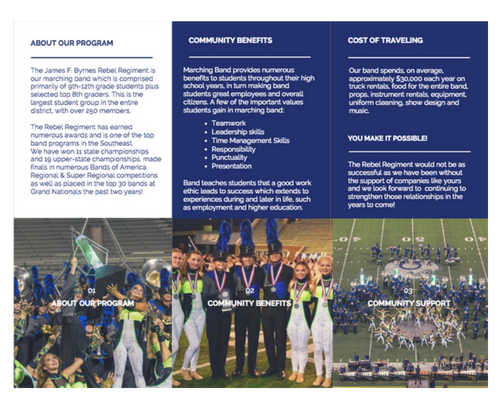 ABOUT OUR PROGRAM
The James F. Byrnes Rebel Regiment is
our marching band which is comprised
primarily of 9th-12th grade students plus
selected top 8th graders. This is the
largest student group in the entire
district, with over 250 members.
The Rebel Regiment has earned
numerous awards and is one of the top
band programs in the Southeast.
We have won 11 state championships
and 19 upper-state championships, made
finals in numerous Bands of America
Regional & Super Regional competitions
as well as placed in the top 30 bands at
Grand Nationals the past two years!
COMMUNITY BENEFITS
Marching Band provides numerous
benefits to students throughout their high
school years, in turn making band
students great employees and overall
citizens. A few of the important values
students gain in marching band:
• Teamwork
• Leadership skills
• Time Management Skills
• Responsibility
• Punctuality
• Presentation
Band teaches students that a good work
ethic leads to success which extends to
experiences during and later in life, such
as employment and higher education.
COST OF TRAVELING
Our band spends, on average,
approximately $30,000 each year on
truck rentals, food for the entire band,
props, instrument rentals, equipment,
uniform cleaning, show design and
music.
YOU MAKE IT POSSIBLE!
The Rebel Regiment would not be as
successful as we have been without
the support of companies like yours
and we look forward to continuing to
strengthen those relationships in the
years to come!
01
ABOUT OUR PROGRAM
02
COMMUNITY BENEFITS
03
COMMUNITY SUPPORT